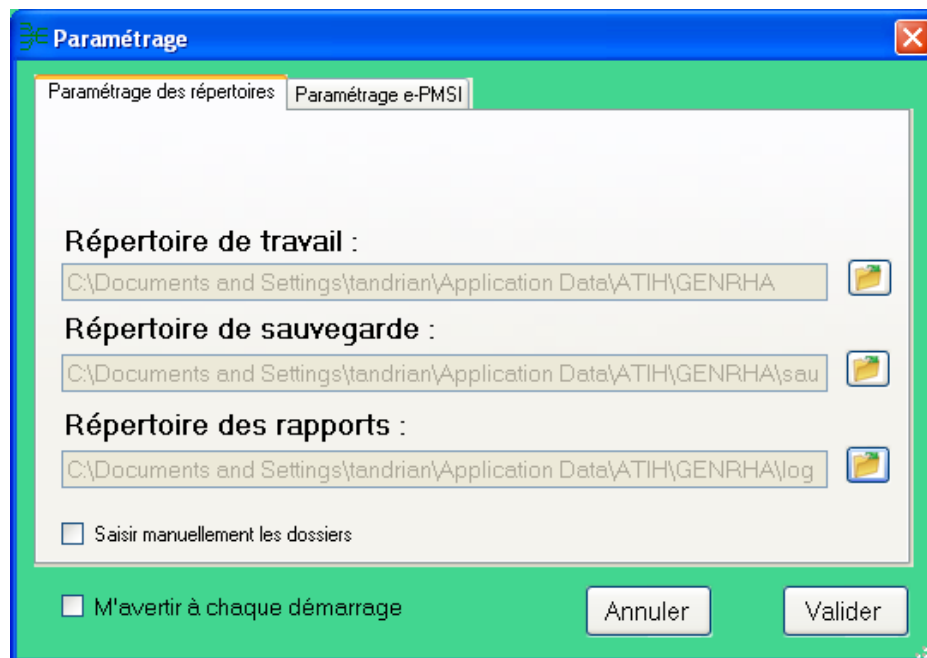 Paramétrage
Paramétrage des répertoires Paramétrage e-PMSI
Répertoire de travail :
C:\Documents and Settings\tandrian\Application Data\ATIH\GENRHA
Répertoire de sauvegarde :
C:\Documents and Settings\tandrian\Application Data\ATIH\GENRHA\sau
Répertoire des rapports :
C:\Documents and Settings\tandrian\Application Data\ATIH\GENRHA\log
Saisir manuellement les dossiers
M'avertir à chaque démarrage Annuler Valider